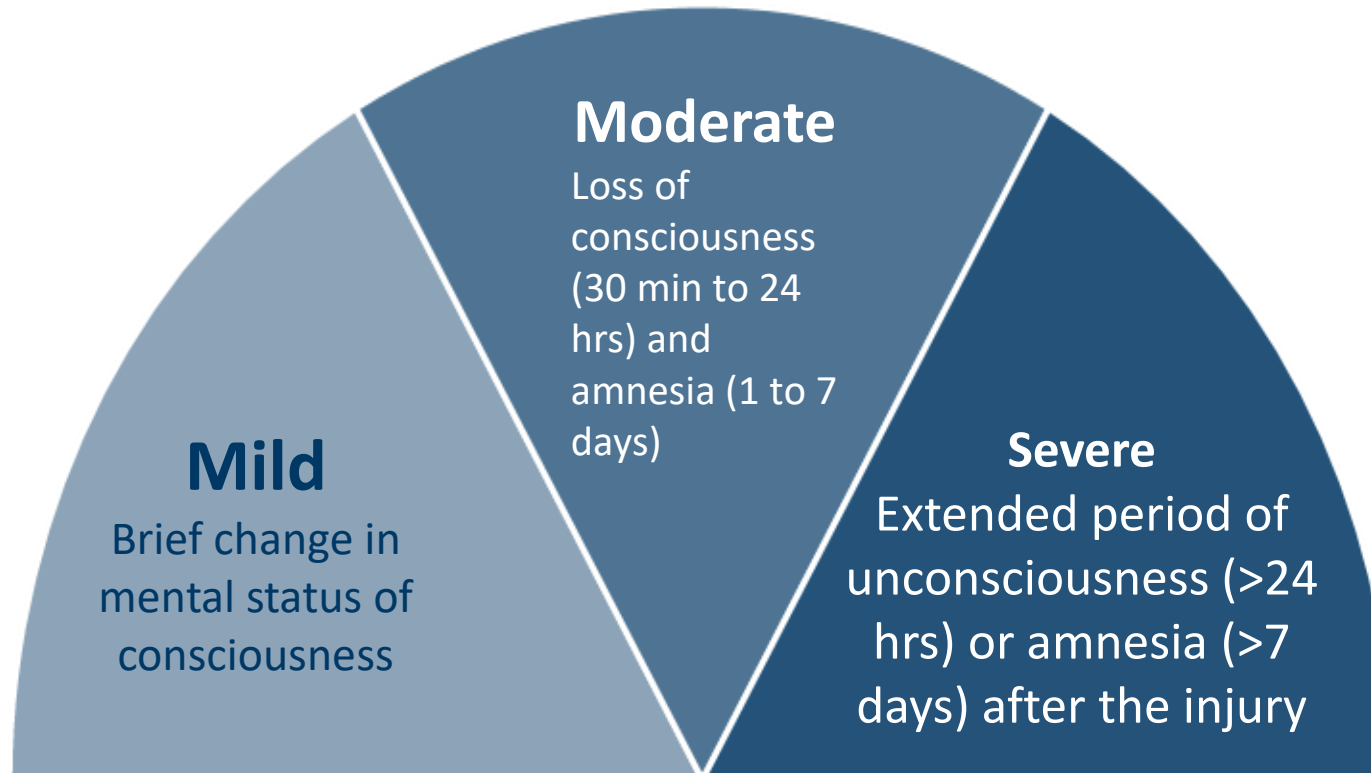 Mild
Brief change in
mental status of
consciousness
Moderate
Loss of
consciousness
(30 min to 24
hrs) and
amnesia (1 to 7
days)
Severe
Extended period of
unconsciousness (>24
hrs) or amnesia (>7
days) after the injury